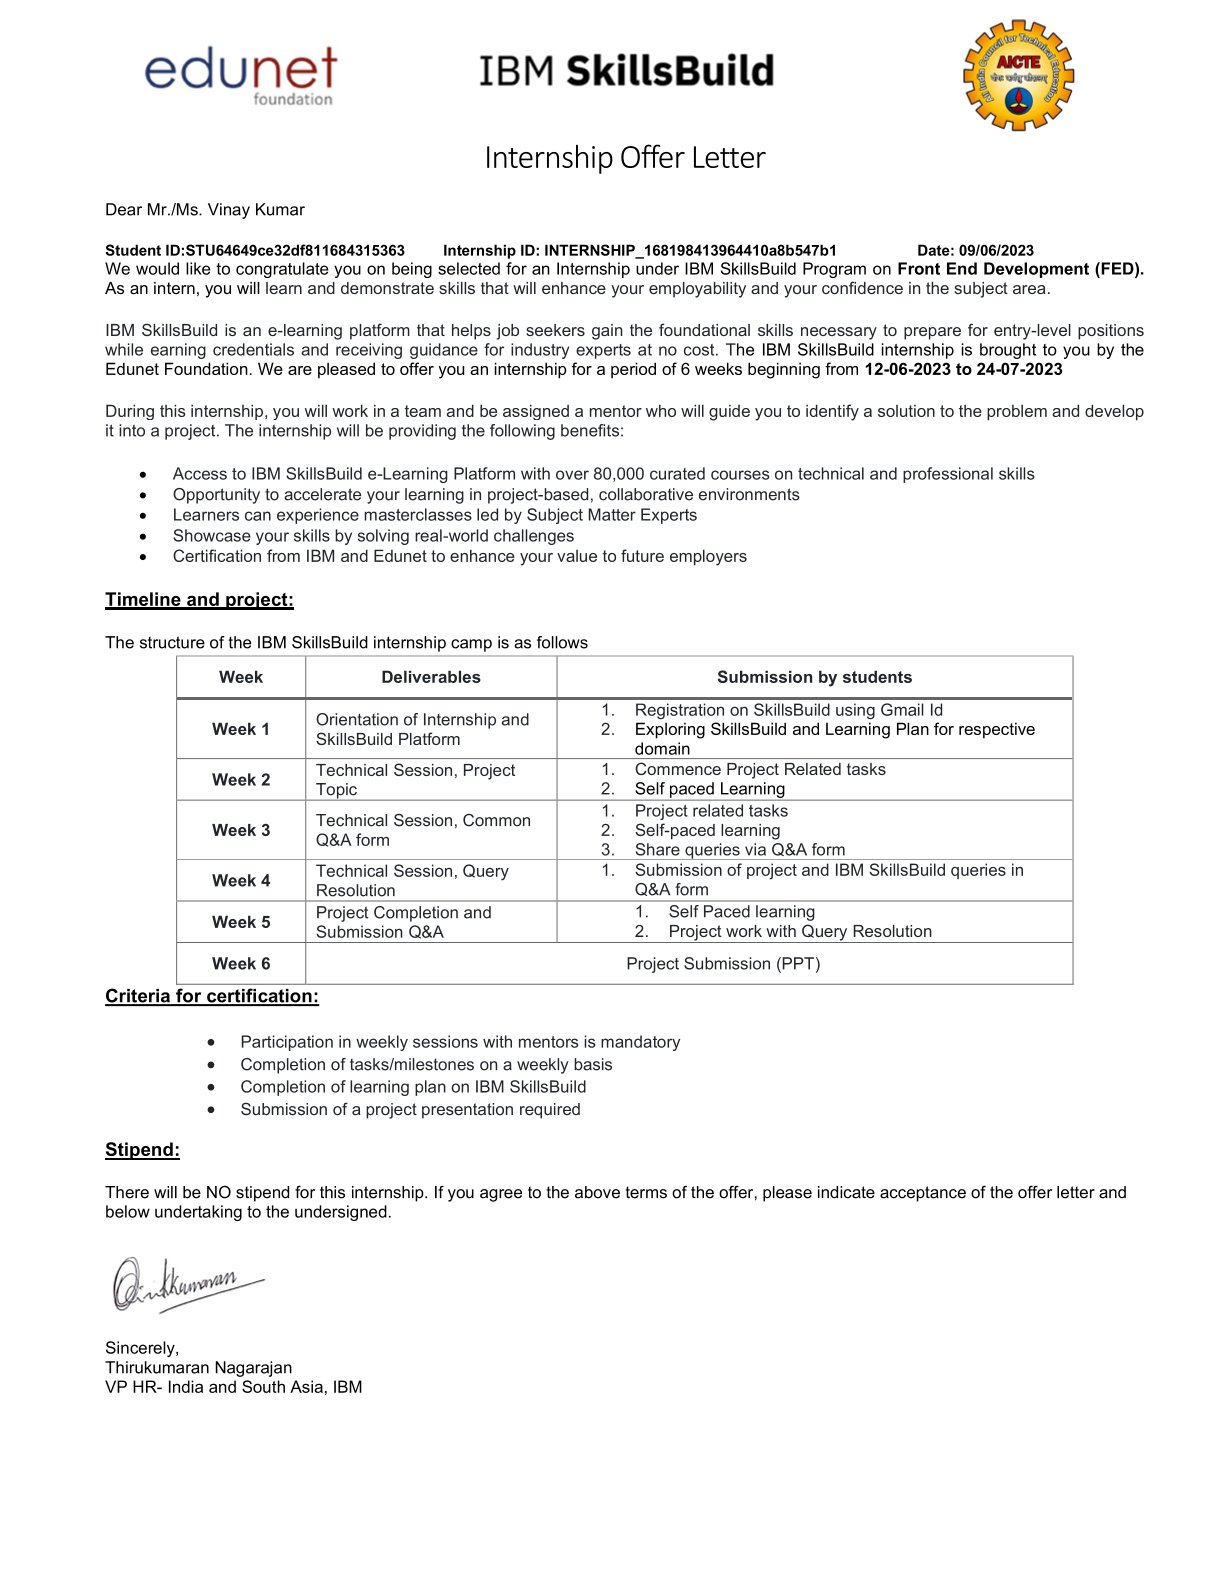 edunet
foundation
IBM SkillsBuild
All India Council for Technical Education
AICTE
Internship Offer Letter
Dear Mr./Ms. Vinay Kumar
Student ID:STU64649ce32df811684315363 Internship ID: INTERNSHIP_168198413964410a8b547b1 Date: 09/06/2023
We would like to congratulate you on being selected for an Internship under IBM SkillsBuild Program on Front End Development (FED).
As an intern, you will learn and demonstrate skills that will enhance your employability and your confidence in the subject area.
IBM SkillsBuild is an e-learning platform that helps job seekers gain the foundational skills necessary to prepare for entry-level positions
while earning credentials and receiving guidance for industry experts at no cost. The IBM SkillsBuild internship is brought to you by the
Edunet Foundation. We are pleased to offer you an internship for a period of 6 weeks beginning from 12-06-2023 to 24-07-2023
During this internship, you will work in a team and be assigned a mentor who will guide you to identify a solution to the problem and develop
it into a project. The internship will be providing the following benefits:
• Access to IBM SkillsBuild e-Learning Platform with over 80,000 curated courses on technical and professional skills
• Opportunity to accelerate your learning in project-based, collaborative environments
• Learners can experience masterclasses led by Subject Matter Experts
• Showcase your skills by solving real-world challenges
• Certification from IBM and Edunet to enhance your value to future employers
Timeline and project:
The structure of the IBM SkillsBuild internship camp is as follows
Week Deliverables Submission by students
Week 1
Orientation of Internship and
SkillsBuild Platform
1. Registration on SkillsBuild using Gmail Id
2. Exploring SkillsBuild and Learning Plan for respective
domain
Week 2
Technical Session, Project
Topic
1. Commence Project Related tasks
2. Self paced Learning
Week 3
Technical Session, Common
Q&A form
1. Project related tasks
2. Self-paced learning
3. Share queries via Q&A form
Week 4
Technical Session, Query
Resolution
1. Submission of project and IBM SkillsBuild queries in
Q&A form
Week 5
Project Completion and
Submission Q&A
1. Self Paced learning
2. Project work with Query Resolution
Week 6 Project Submission (PPT)
Criteria for certification:
• Participation in weekly sessions with mentors is mandatory
• Completion of tasks/milestones on a weekly basis
• Completion of learning plan on IBM SkillsBuild
• Submission of a project presentation required
Stipend:
There will be NO stipend for this internship. If you agree to the above terms of the offer, please indicate acceptance of the offer letter and
below undertaking to the undersigned.
Sincerely,
Thirukumaran Nagarajan
VP HR- India and South Asia, IBM